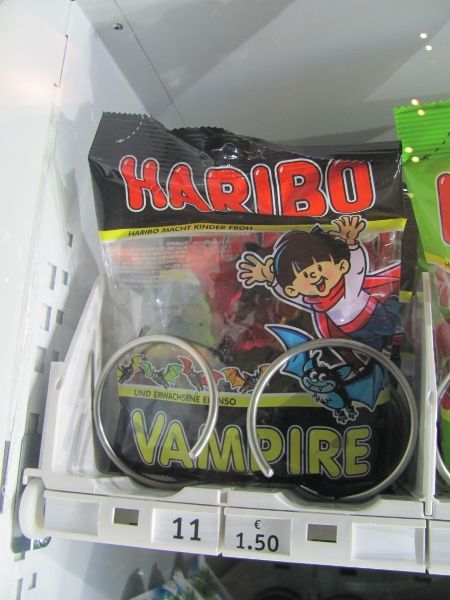 HARIBO
HARIBO MACHT KINDER FROH
UND ERWACHSENE EBENSO
VAMPIRE
11
€
1.50